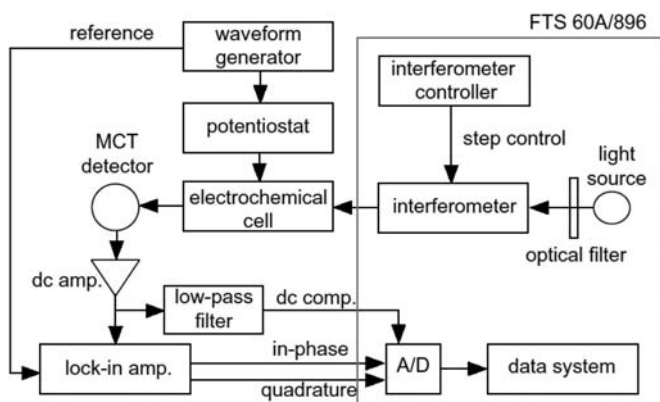 FTS 60A/896
reference
waveform
generator
interferometer
controller
potentiostat
step control
MCT
detector
light
source
electrochemical
cell
interferometer
optical filter
dc amp.
low-pass
filter
dc comp.
in-phase
lock-in amp.
A/D
data system
quadrature